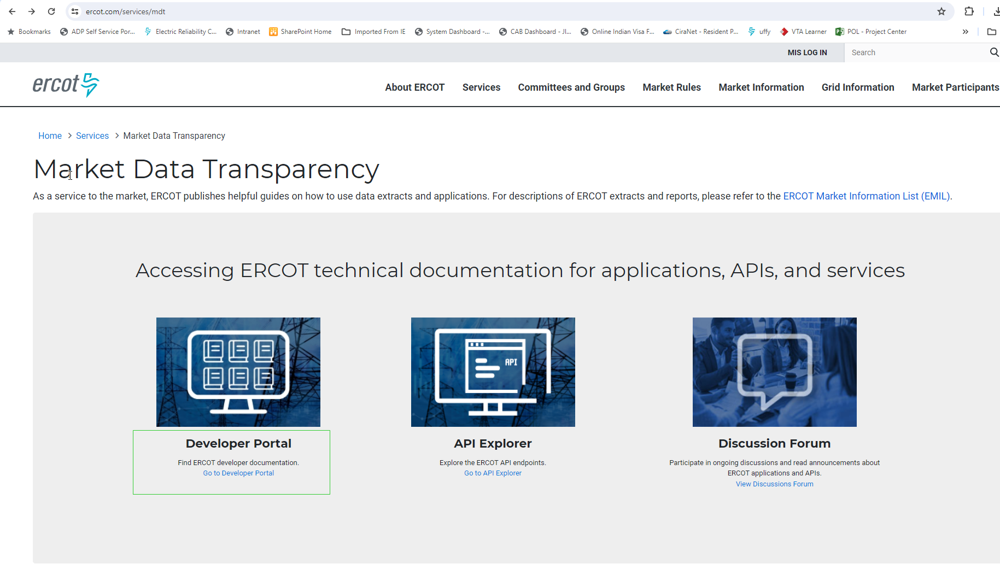 ercot.com/services/mdt
Bookmarks ADP Self Service Por... Electric Reliability C... Intranet SharePoint Home Imported From IE System Dashboard -... CAB Dashboard - JI... Online Indian Visa F... CiraNet - Resident P... uffy VTA Learner POL - Project Center »
MIS LOG IN Search
ercot
About ERCOT Services Committees and Groups Market Rules Market Information Grid Information Market Participants
Home > Services > Market Data Transparency
Market Data Transparency
As a service to the market, ERCOT publishes helpful guides on how to use data extracts and applications. For descriptions of ERCOT extracts and reports, please refer to the ERCOT Market Information List (EMIL).
Accessing ERCOT technical documentation for applications, APIs, and services
API
Developer Portal
Find ERCOT developer documentation.
Go to Developer Portal
API Explorer
Explore the ERCOT API endpoints.
Go to API Explorer
Discussion Forum
Participate in ongoing discussions and read announcements about
ERCOT applications and APIs.
View Discussions Forum